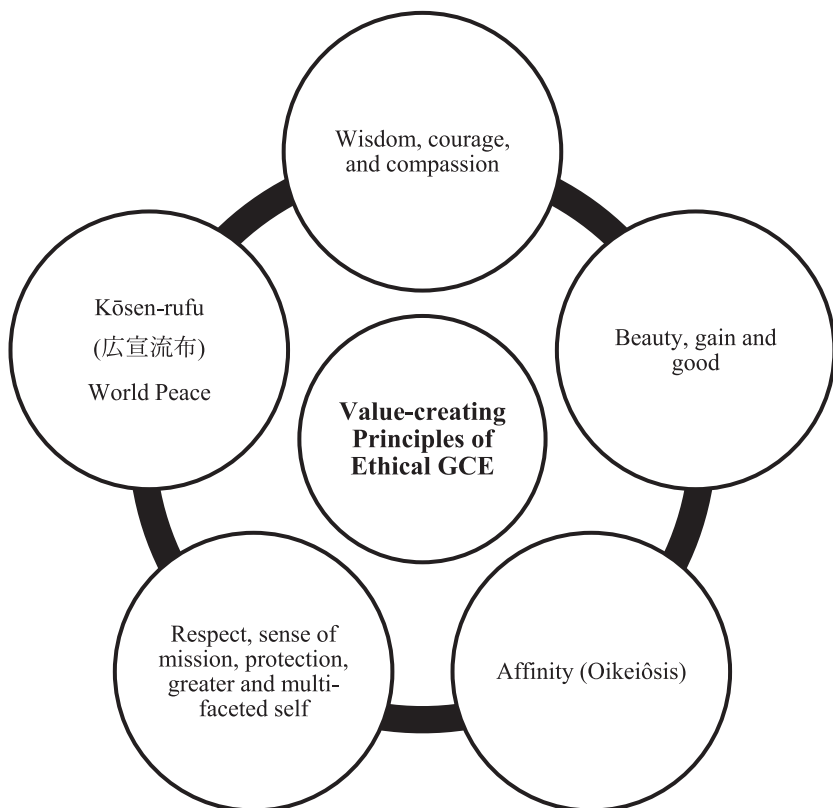 Wisdom, courage,
and compassion
Beauty, gain and
good
Affinity (Oikeiôsis)
Respect, sense of
mission, protection,
greater and multi-
faceted self
Kōsen-rufu
(広宣流布)
World Peace
Value-creating
Principles of
Ethical GCE